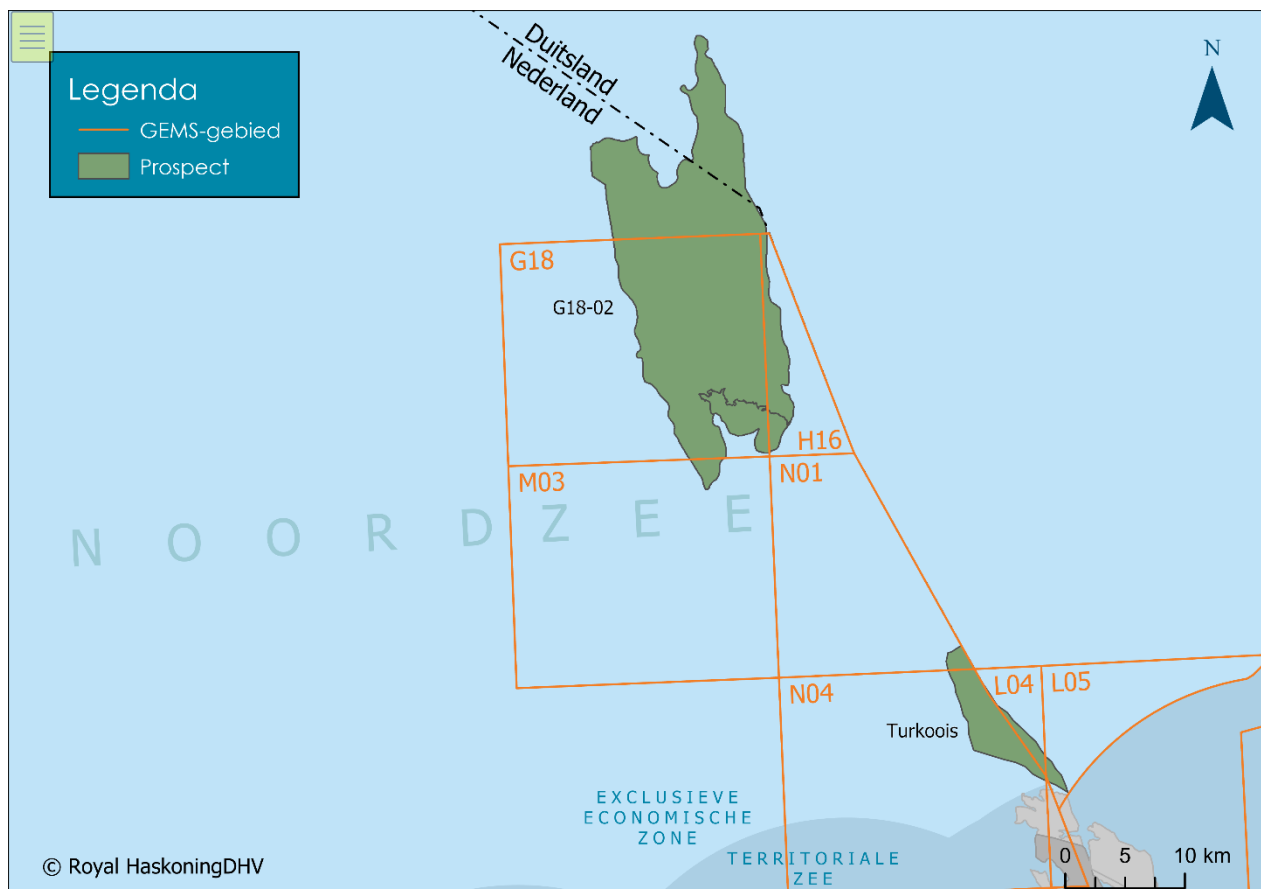 Duitsland
Nederland
N
Legenda
GEMS-gebied
Prospect
G18
G18-02
H16
M03
N01
NOORDZEE
N04
L04
L05
Turkoois
EXCLUSIEVE
ECONOMISCHE
ZONE
TERRITORIALE
ZEE
0 5 10 km
© Royal HaskoningDHV